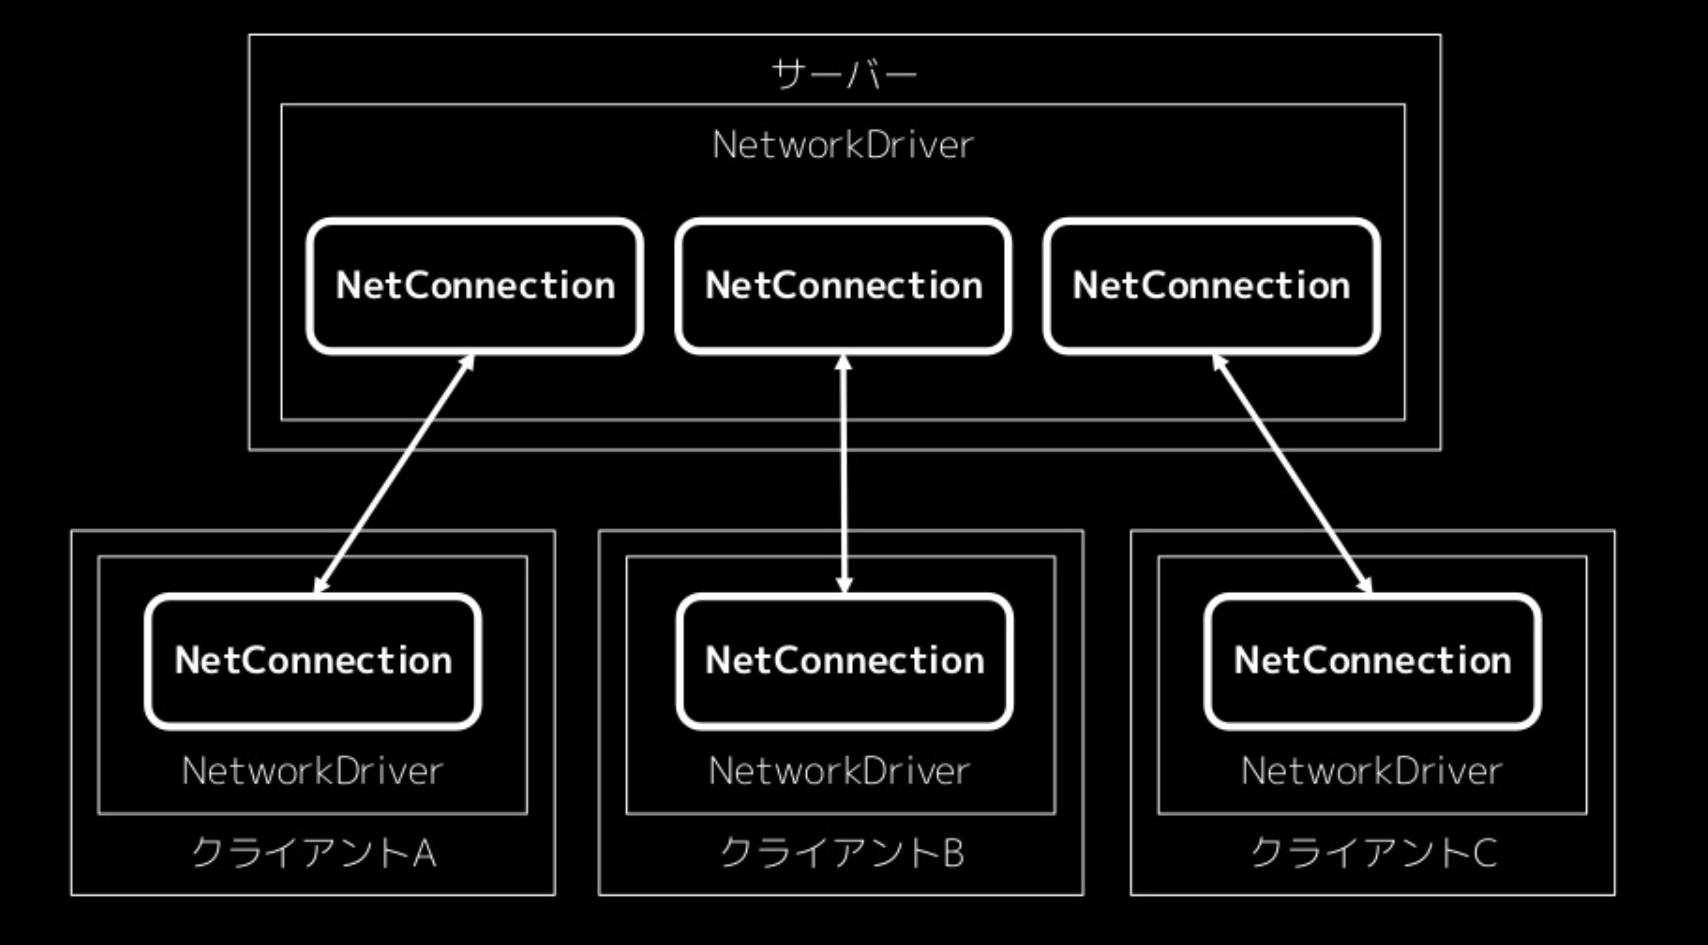 サーバー
NetworkDriver
NetConnection
NetConnection
NetConnection
NetConnection
NetworkDriver
クライアントA
NetConnection
NetworkDriver
クライアントB
NetConnection
NetworkDriver
クライアントC